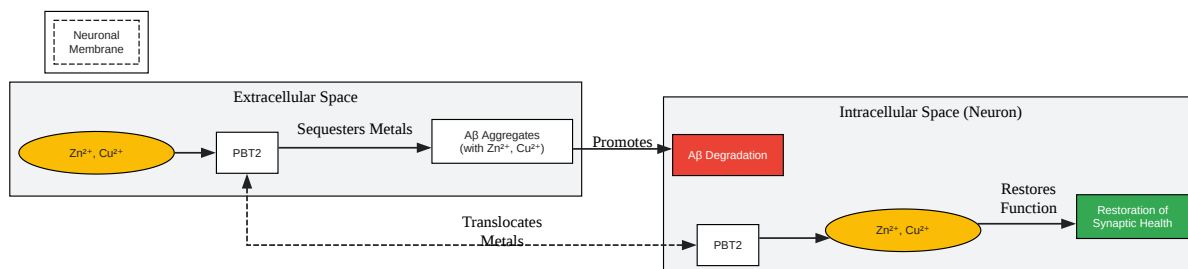 Neuronal
Membrane
Extracellular Space
Zn²⁺, Cu²⁺
PBT2
Sequesters Metals
Aβ Aggregates
(with Zn²⁺, Cu²⁺)
Promotes
Intracellular Space (Neuron)
Aβ Degradation
Translocates
Metals
PBT2
Zn²⁺, Cu²⁺
Restores
Function
Restoration of
Synaptic Health